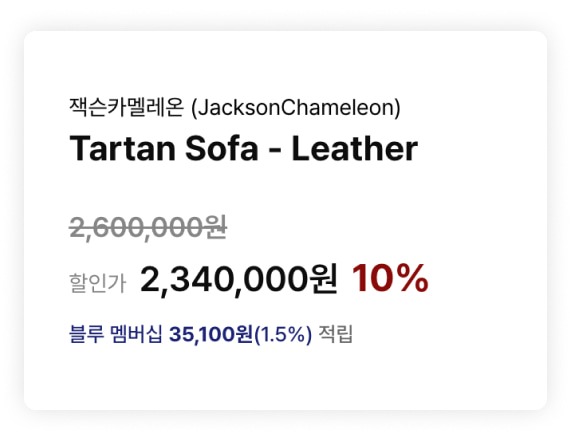 잭슨카멜레온 (JacksonChameleon)
Tartan Sofa - Leather
2,600,000원
할인가 2,340,000원 10%
블루 멤버십 35,100원(1.5%) 적립